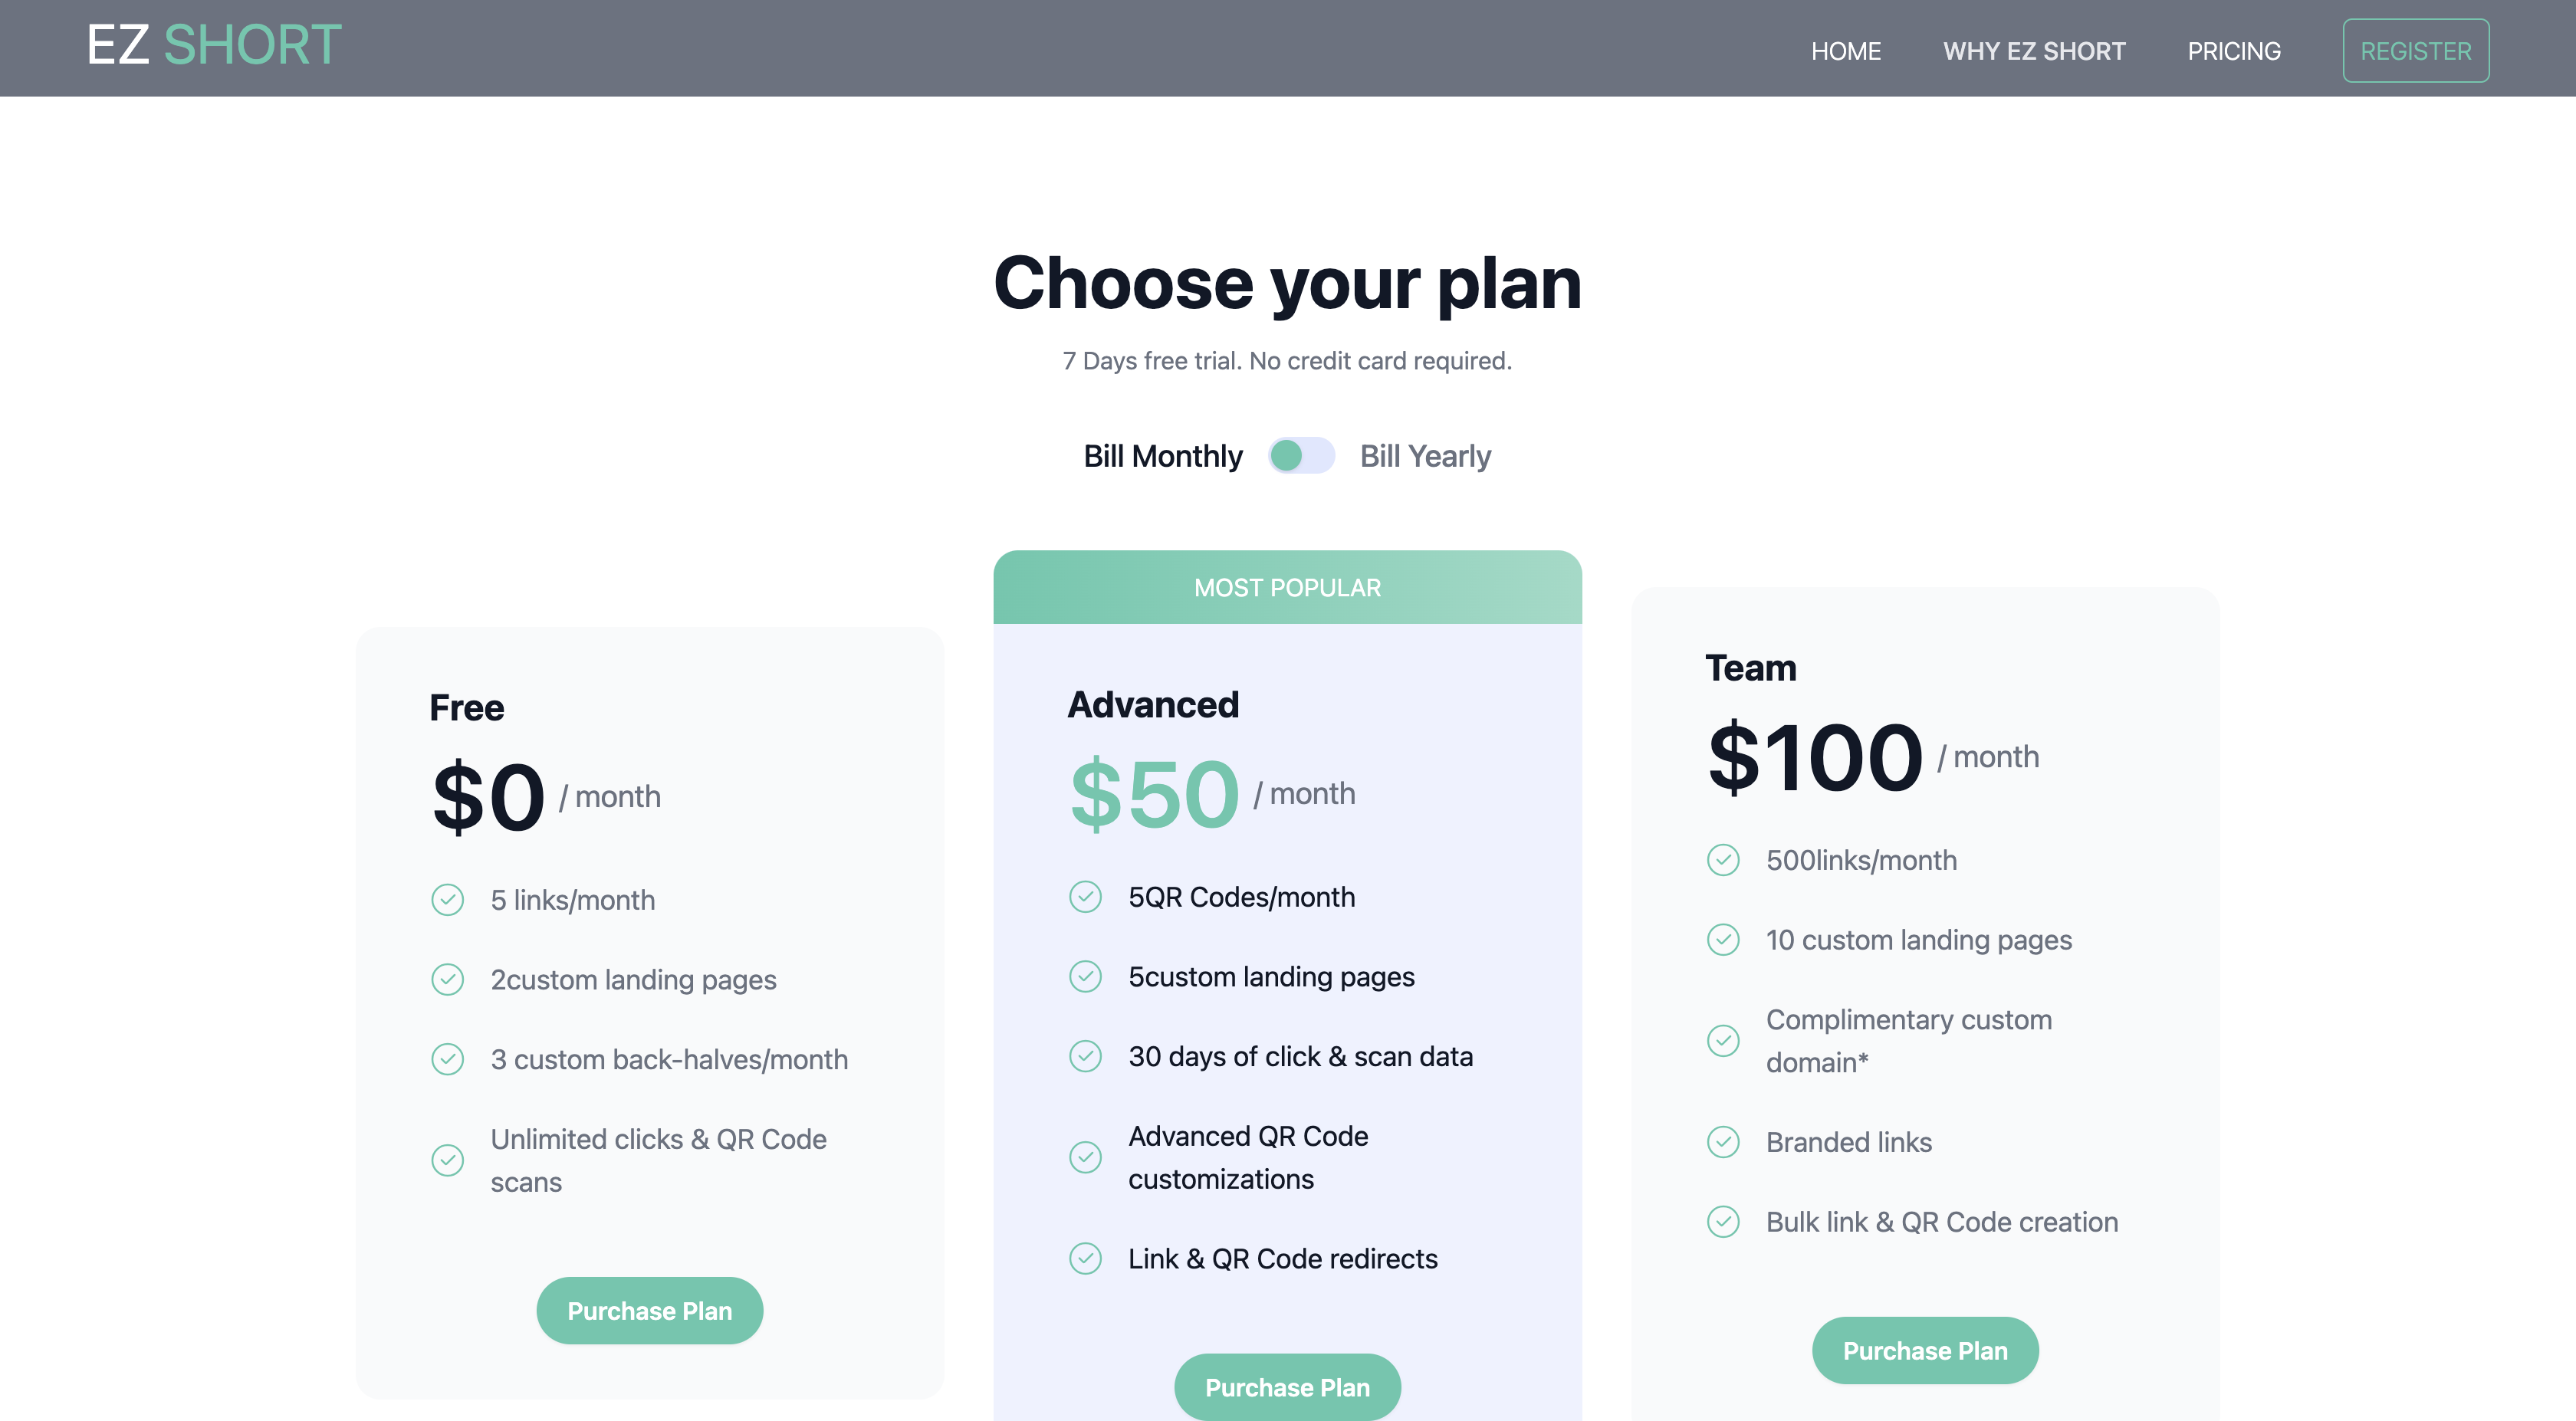 EZ SHORT
HOME
WHY EZ SHORT
PRICING
REGISTER
Choose your plan
7 Days free trial. No credit card required.
Bill Monthly
Bill Yearly
Free
$0 / month
5 links/month
2custom landing pages
3 custom back-halves/month
Unlimited clicks & QR Code
scans
Purchase Plan
MOST POPULAR
Advanced
$50 / month
5QR Codes/month
5custom landing pages
30 days of click & scan data
Advanced QR Code
customizations
Link & QR Code redirects
Purchase Plan
Team
$100 / month
500links/month
10 custom landing pages
Complimentary custom
domain*
Branded links
Bulk link & QR Code creation
Purchase Plan